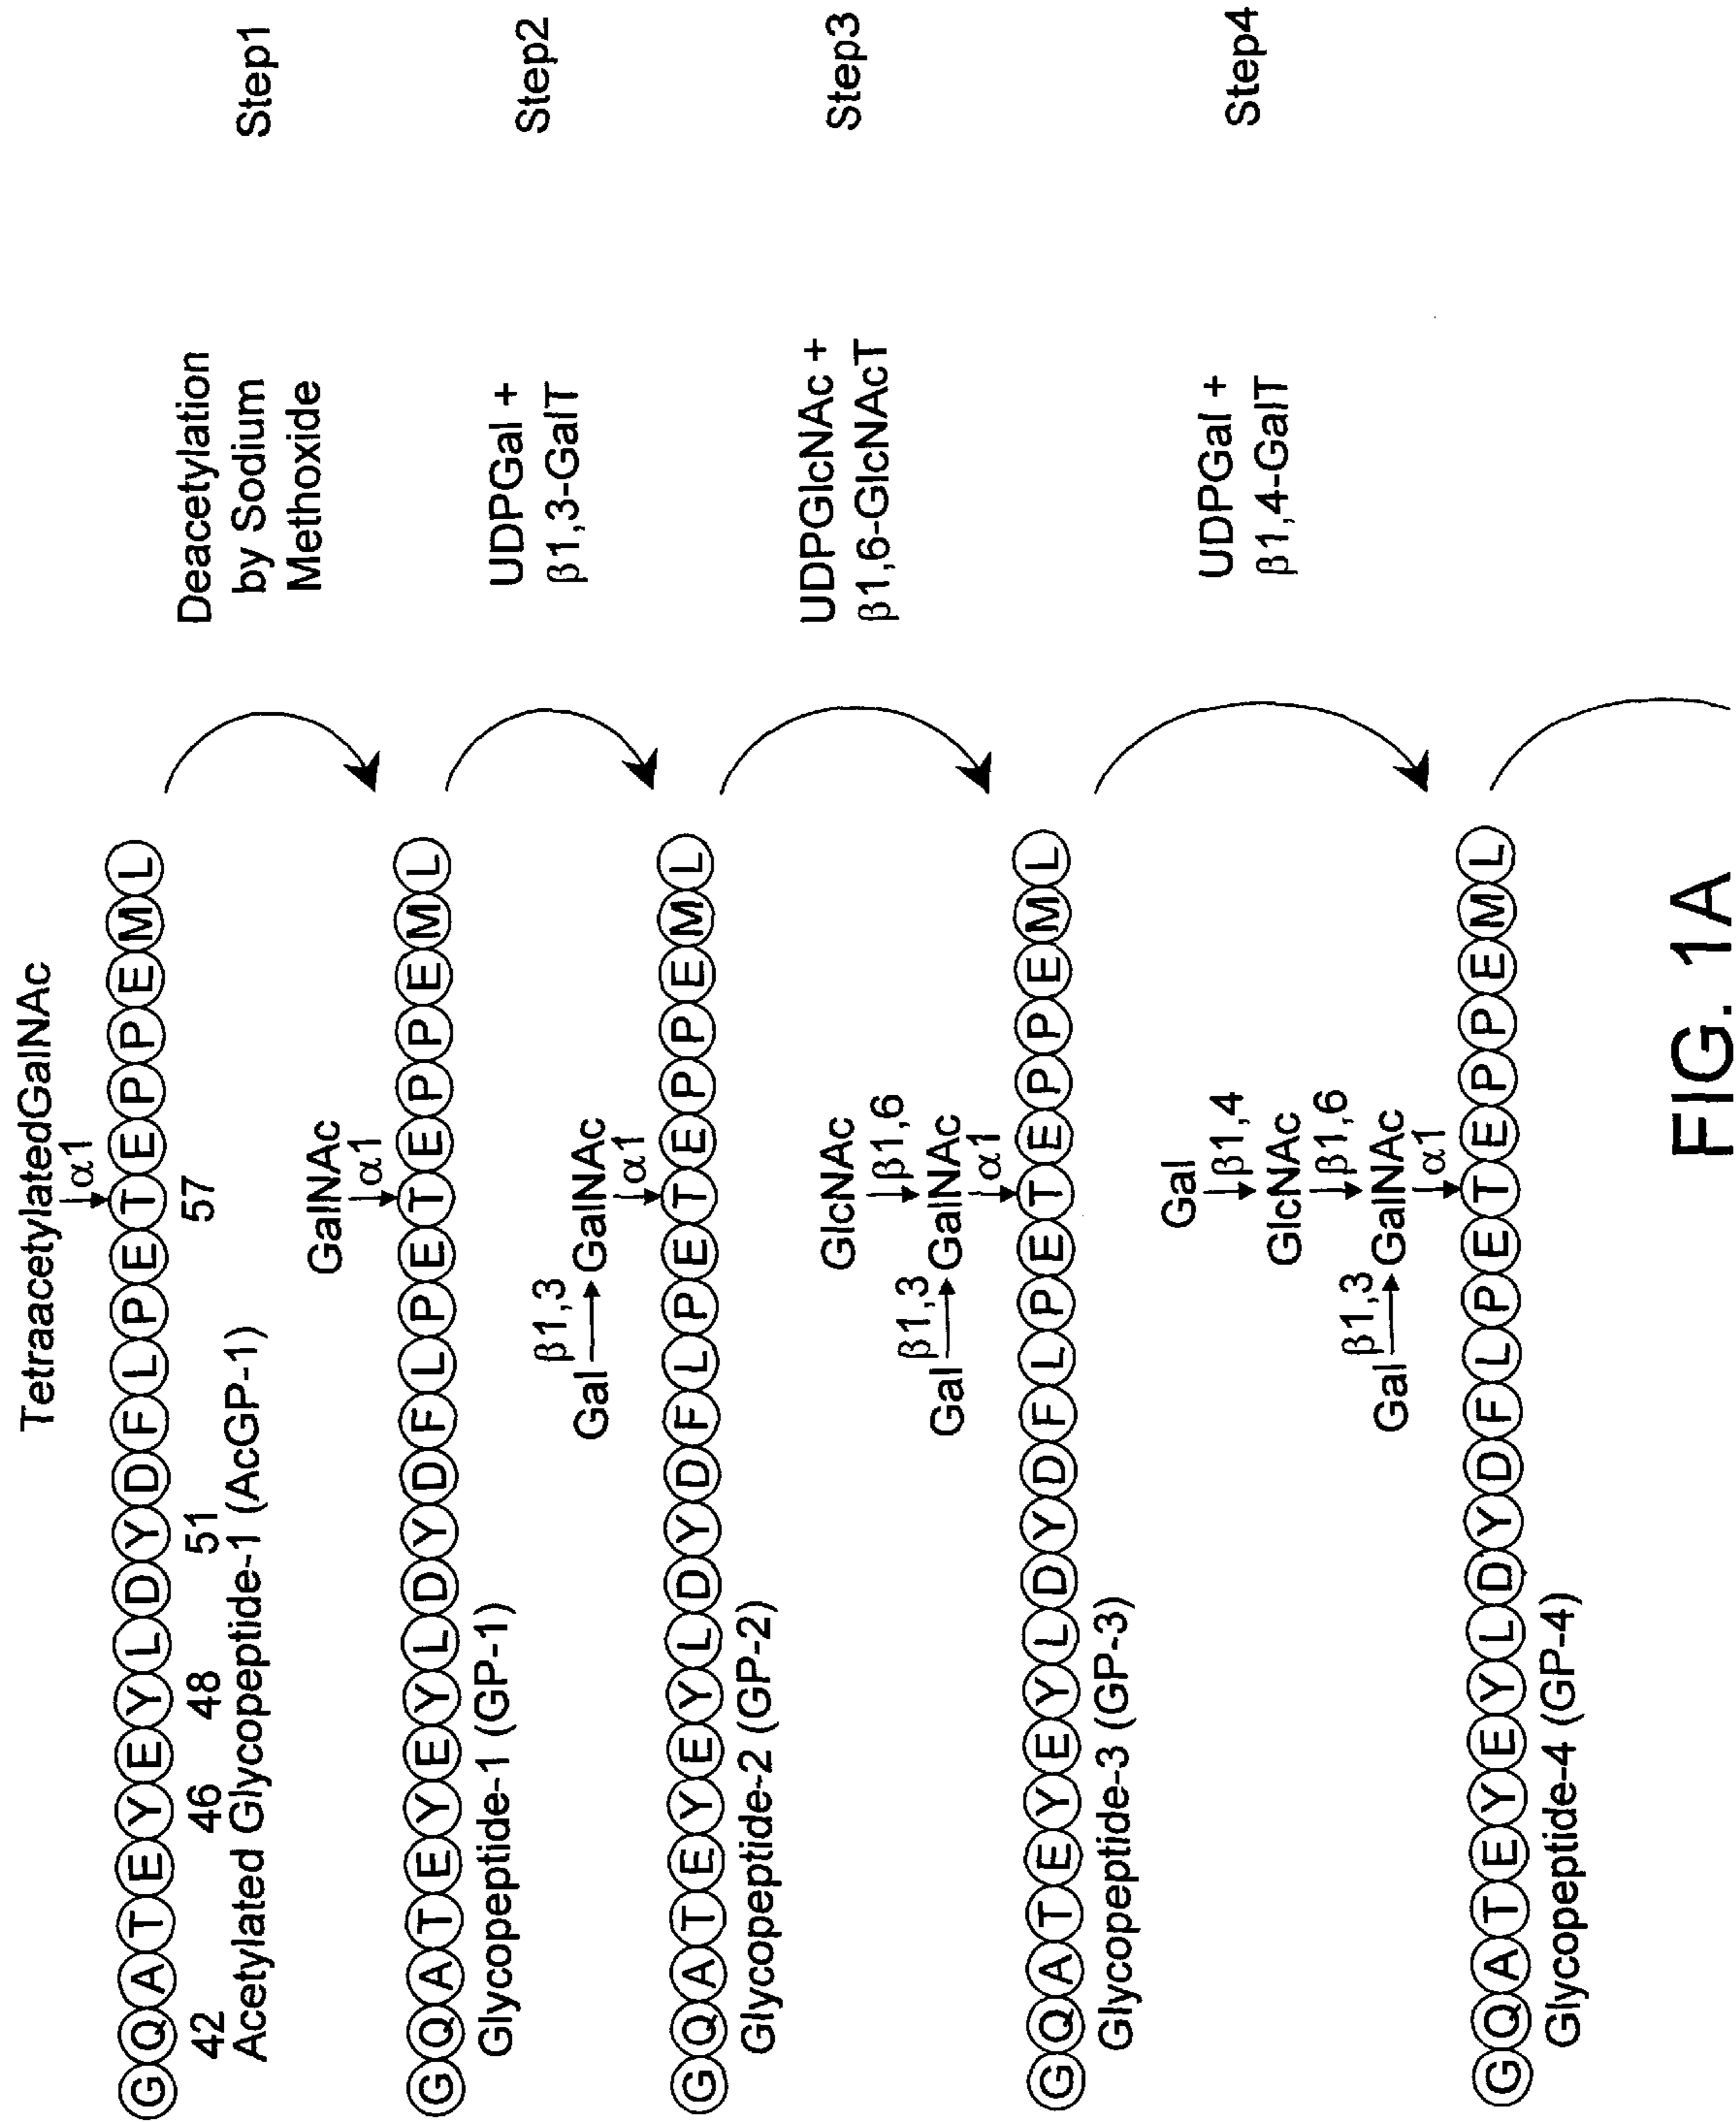 TetraacetylatedGalNAc
α1
GQATEYEYLDYDFLPETEPPEML
42 46 48 51 57
Acetylated Glycopeptide-1 (AcGP-1)
Deacetylation
by Sodium
Methoxide
Step1
GalNAc
α1
GQATEYEYLDYDFLPETEPPEML
Glycopeptide-1 (GP-1)
UDPGal +
β1,3-GalT
Step2
β1,3
Gal GalNAc
α1
GQATEYEYLDYDFLPETEPPEML
Glycopeptide-2 (GP-2)
UDPGlcNAc +
β1,6-GlcNAcT
Step3
GlcNAc
β1,3 β1,6
Gal GalNAc
α1
GQATEYEYLDYDFLPETEPPEML
Glycopeptide-3 (GP-3)
UDPGal +
β1,4-GalT
Step4
Gal
β1,4
GlcNAc
β1,3 β1,6
Gal GalNAc
α1
GQATEYEYLDYDFLPETEPPEML
Glycopeptide-4 (GP-4)
FIG. 1A